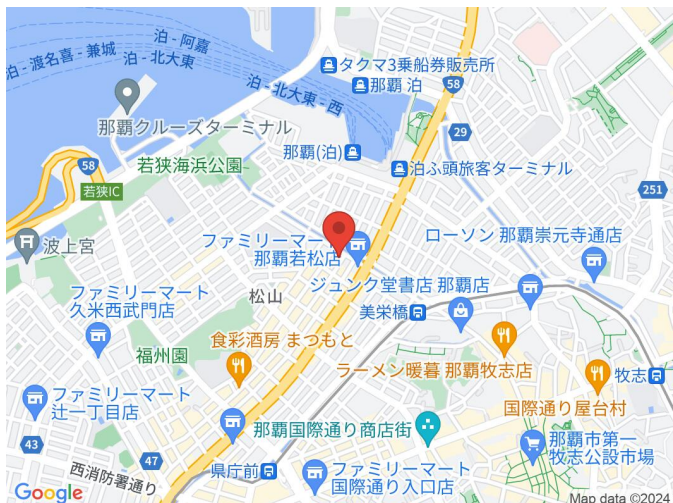 泊 - 阿嘉
泊 - 渡名喜 - 兼城
泊 - 北大東
泊 - 北大東 - 西
タクマ3乗船券販売所
58
那覇 泊
那覇クルーズターミナル
29
那覇(泊)
若狭海浜公園
58
泊ふ頭旅客ターミナル
251
若狭IC
波上宮
ファミリーマート
那覇若松店
ローソン 那覇崇元寺通店
ジュンク堂書店 那覇店
ファミリーマート
久米西武門店
松山
美栄橋
福州園
食彩酒房 まつもと
ラーメン暖暮 那覇牧志店
牧志
ファミリーマート
辻一丁目店
国際通り屋台村
那覇国際通り商店街
43
47
那覇市第一
牧志公設市場
西消防署通り
県庁前
ファミリーマート
国際通り入口店
Google
Map data ©2024